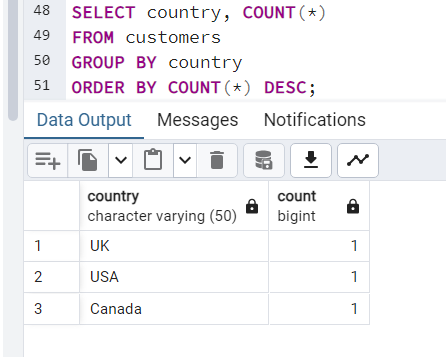 48 SELECT country, COUNT(*)
49 FROM customers
50 GROUP BY country
51 ORDER BY COUNT(*) DESC;
Data Output Messages Notifications
country count
character varying (50) bigint
1 UK 1
2 USA 1
3 Canada 1